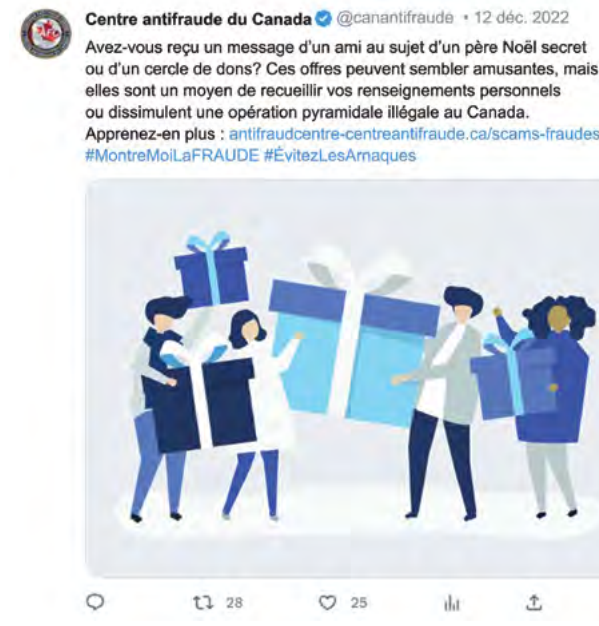 Centre antifraude du Canada @canantifraude • 12 déc. 2022
Avez-vous reçu un message d'un ami au sujet d'un père Noël secret
ou d'un cercle de dons? Ces offres peuvent sembler amusantes, mais
elles sont un moyen de recueillir vos renseignements personnels
ou dissimulent une opération pyramidale illégale au Canada.
Apprenez-en plus : antifraudcentre-centreantifraude.ca/scams-fraudes
#MontreMoiLaFRAUDE #ÉvitezLesArnaques
28 25